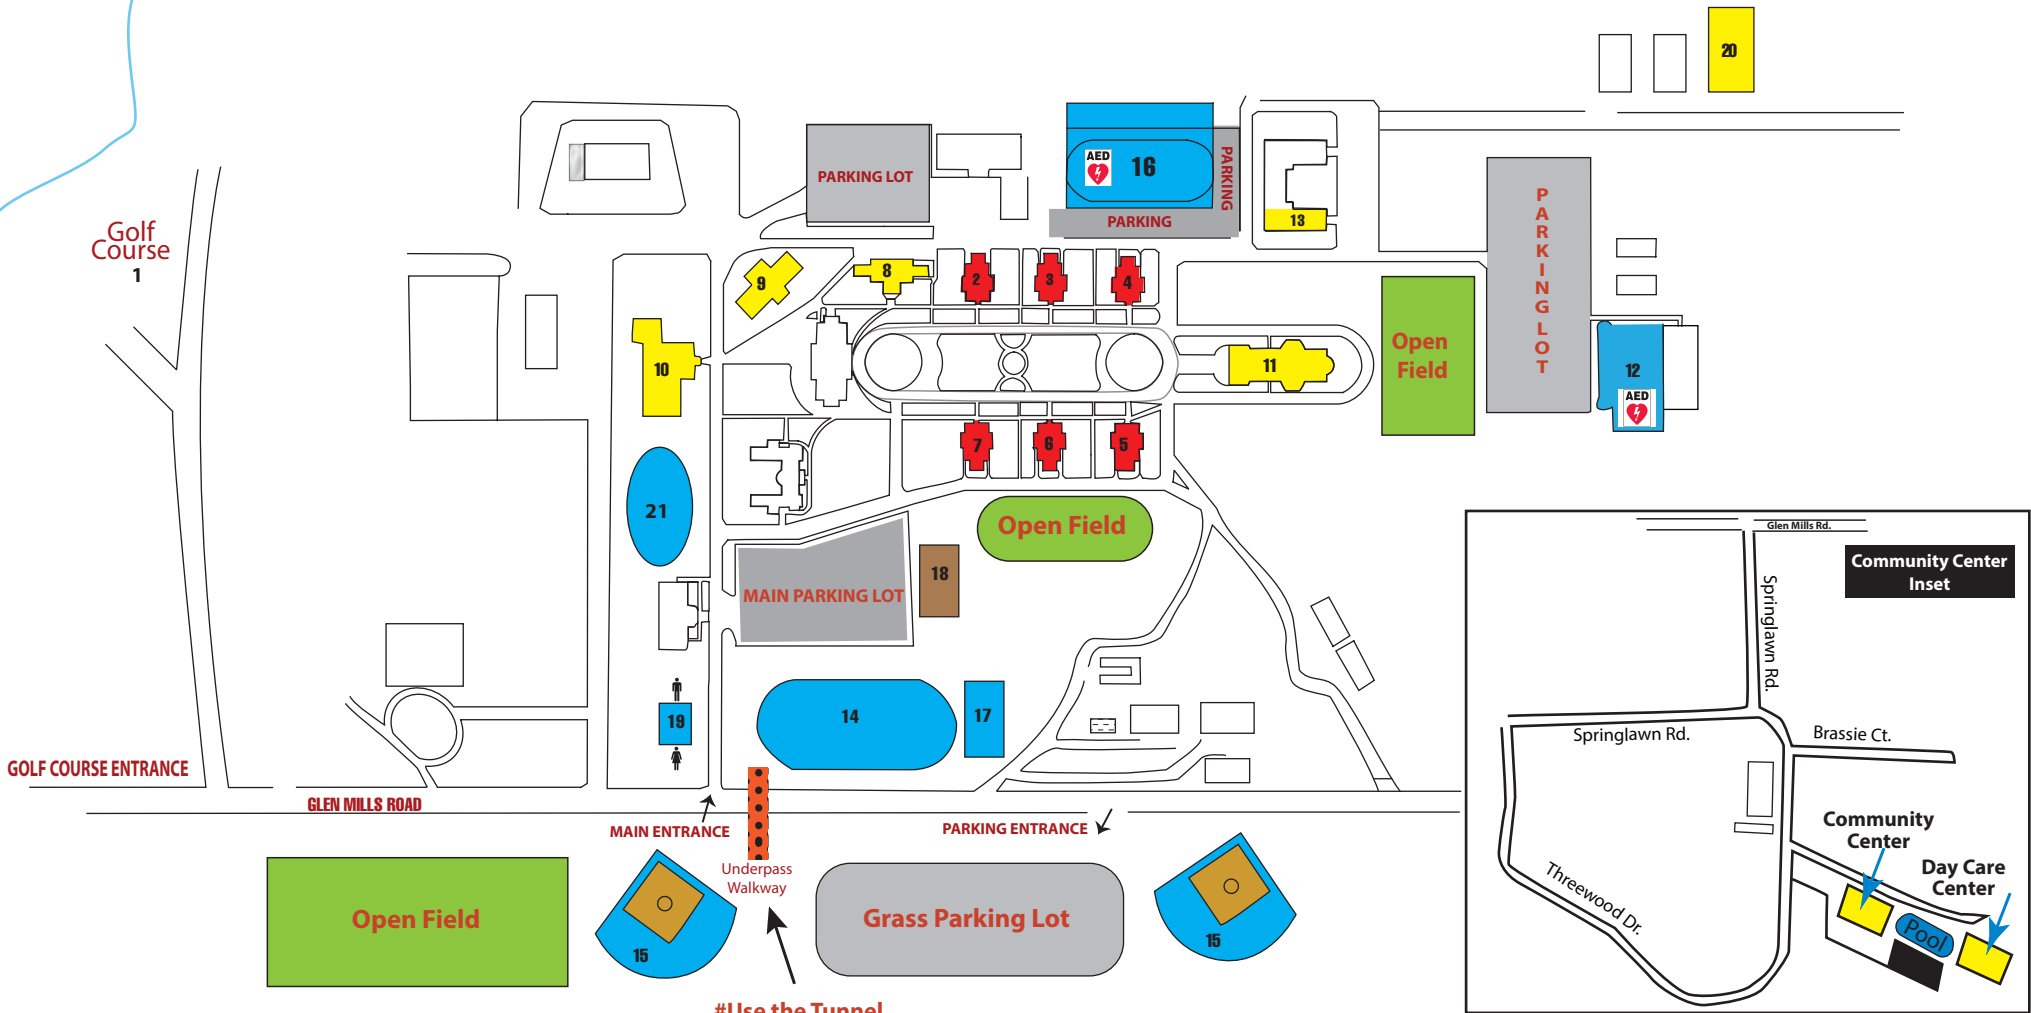 20
AED
16
PARKING
PARKING LOT
PARKING
13
PARKING LOT
Golf
Course
1
9
8
2
3
4
10
11
Open
Field
12
AED
7
6
5
21
Open Field
18
MAIN PARKING LOT
14
17
19
GOLF COURSE ENTRANCE
GLEN MILLS ROAD
MAIN ENTRANCE
PARKING ENTRANCE
Underpass
Walkway
Open Field
15
Grass Parking Lot
15
#Use the Tunnel
Glen Mills Rd.
Community Center
Inset
Springlawn Rd.
Springlawn Rd.
Brassie Ct.
Community
Center
Day Care
Center
Threewood Dr.
Pool